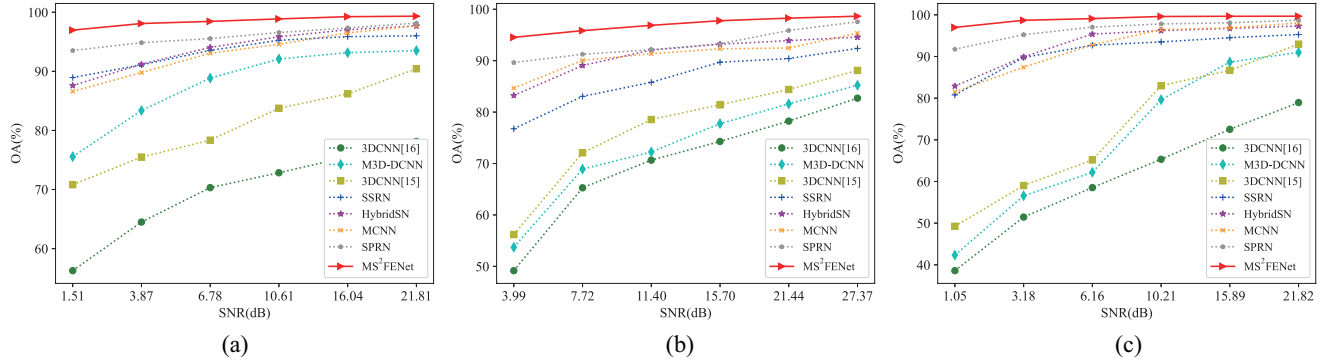 100
90
80
70
60
OA(%)
3DCNN[16]
M3D-DCNN
3DCNN[15]
SSRN
HybridSN
MCNN
SPRN
MS²FENet
1.51 3.87 6.78 10.61 16.04 21.81
SNR(dB)
(a)
100
90
80
70
60
50
OA(%)
3DCNN[16]
M3D-DCNN
3DCNN[15]
SSRN
HybridSN
MCNN
SPRN
MS²FENet
3.99 7.72 11.40 15.70 21.44 27.37
SNR(dB)
(b)
100
90
80
70
60
50
40
OA(%)
3DCNN[16]
M3D-DCNN
3DCNN[15]
SSRN
HybridSN
MCNN
SPRN
MS²FENet
1.05 3.18 6.16 10.21 15.89 21.82
SNR(dB)
(c)